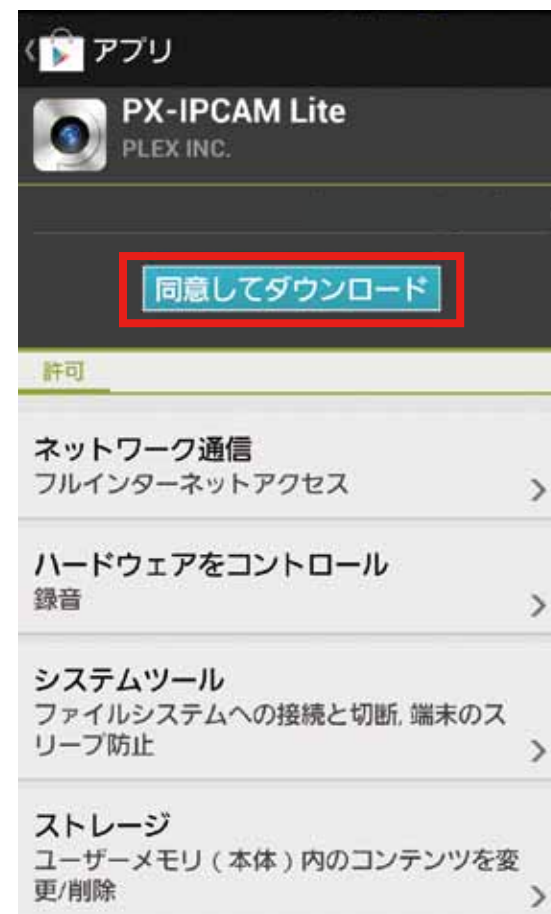 アプリ
PX-IPCAM Lite
PLEX INC.
同意してダウンロード
許可
ネットワーク通信
フルインターネットアクセス
ハードウェアをコントロール
録音
システムツール
ファイルシステムへの接続と切断, 端末のス
リープ防止
ストレージ
ユーザーメモリ ( 本体 ) 内のコンテンツを変
更/削除